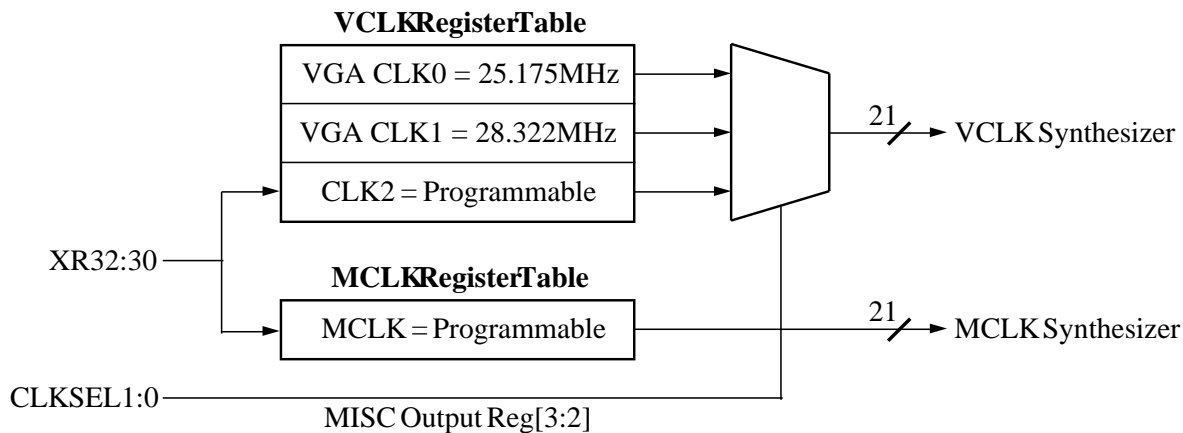 VCLKRegisterTable
VGA CLK0 = 25.175MHz
VGA CLK1 = 28.322MHz
CLK2 = Programmable
21
VCLK Synthesizer
XR32:30
MCLKRegisterTable
MCLK = Programmable
21
MCLK Synthesizer
CLKSEL1:0
MISC Output Reg[3:2]